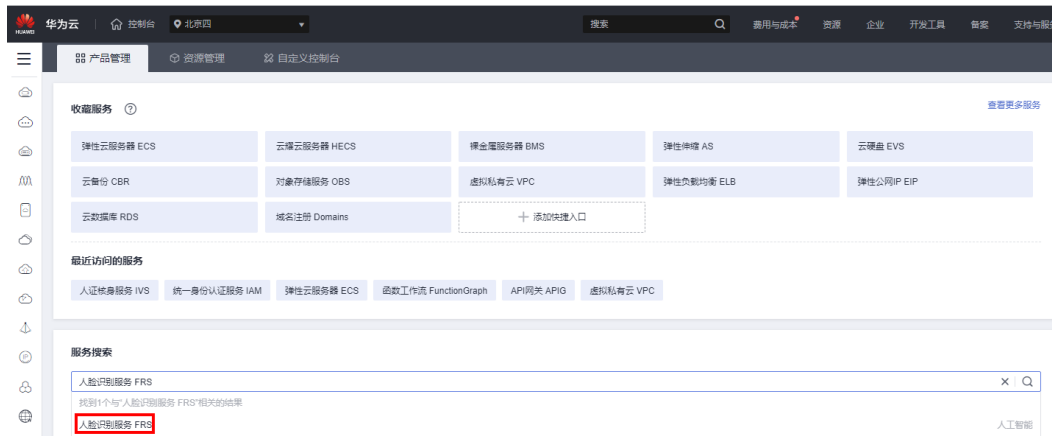 HUAWEI 华为云 控制台 北京四 搜索 费用与成本 资源 企业 开发工具 备案 支持与服
产品管理 资源管理 自定义控制台
收藏服务 ? 查看更多服务
弹性云服务器 ECS 云耀云服务器 HECS 裸金属服务器 BMS 弹性伸缩 AS 云硬盘 EVS
云备份 CBR 对象存储服务 OBS 虚拟私有云 VPC 弹性负载均衡 ELB 弹性公网IP EIP
云数据库 RDS 域名注册 Domains 添加快捷入口
最近访问的服务
人证核身服务 IVS 统一身份认证服务 IAM 弹性云服务器 ECS 函数工作流 FunctionGraph API网关 APIG 虚拟私有云 VPC
服务搜索
人脸识别服务 FRS
找到1个与"人脸识别服务 FRS"相关的结果
人脸识别服务 FRS 人工智能